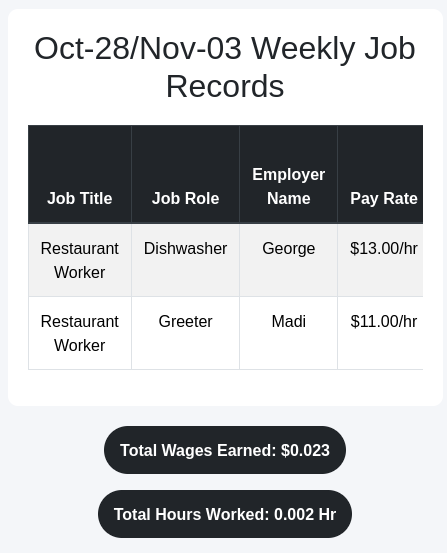 Oct-28/Nov-03 Weekly Job
Records
Job Title Job Role Employer Name Pay Rate
Restaurant Worker Dishwasher George $13.00/hr
Restaurant Worker Greeter Madi $11.00/hr
Total Wages Earned: $0.023
Total Hours Worked: 0.002 Hr